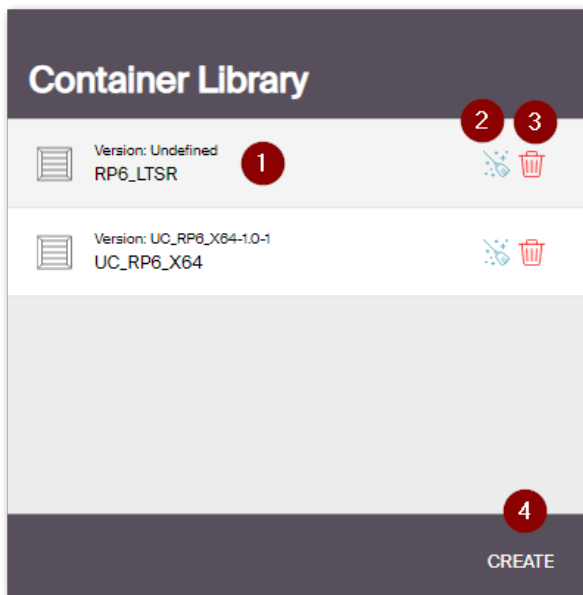 Container Library
2
3
Version: Undefined
RP6_LTSR
1
Version: UC_RP6_X64-1.0-1
UC_RP6_X64
4
CREATE